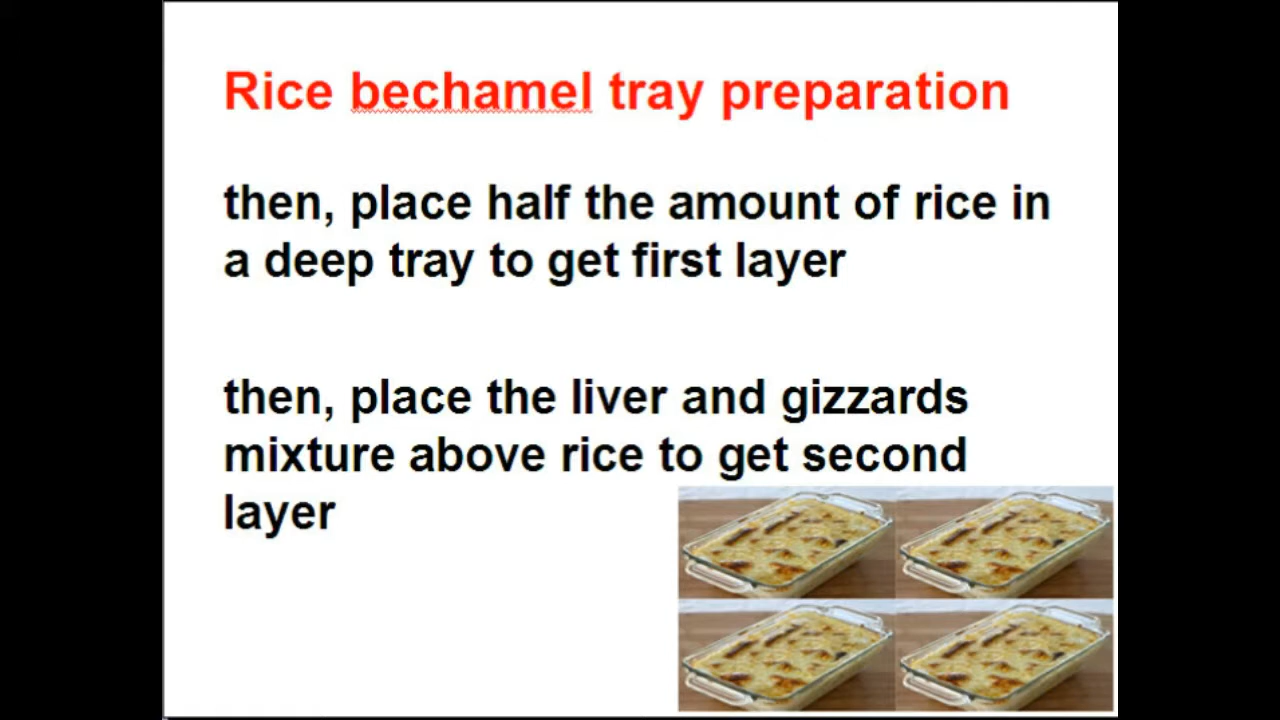 Rice bechamel tray preparation
then, place half the amount of rice in
a deep tray to get first layer
then, place the liver and gizzards
mixture above rice to get second
layer